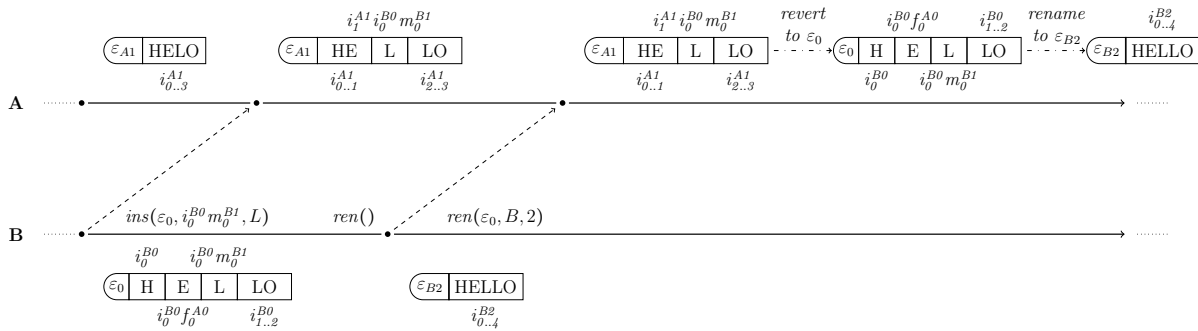 i_1^{A1} i_0^{B0} m_0^{B1}
i_1^{A1} i_0^{B0} m_0^{B1}
revert
to ε_0
i_0^{B0} f_0^{A0}
i_{1..2}^{B0}
rename
to ε_{B2}
i_{0..4}^{B2}
ε_{A1} HELO
ε_{A1} HE L LO
ε_{A1} HE L LO
ε_0 H E L LO
ε_{B2} HELLO
i_{0..3}^{A1}
i_{0..1}^{A1}
i_{2..3}^{A1}
i_{0..1}^{A1}
i_{2..3}^{A1}
i_0^{B0}
i_0^{B0} m_0^{B1}
A
ins(ε_0, i_0^{B0} m_0^{B1}, L)
ren()
ren(ε_0, B, 2)
B
i_0^{B0}
i_0^{B0} m_0^{B1}
ε_0 H E L LO
ε_{B2} HELLO
i_0^{B0} f_0^{A0}
i_{1..2}^{B0}
i_{0..4}^{B2}